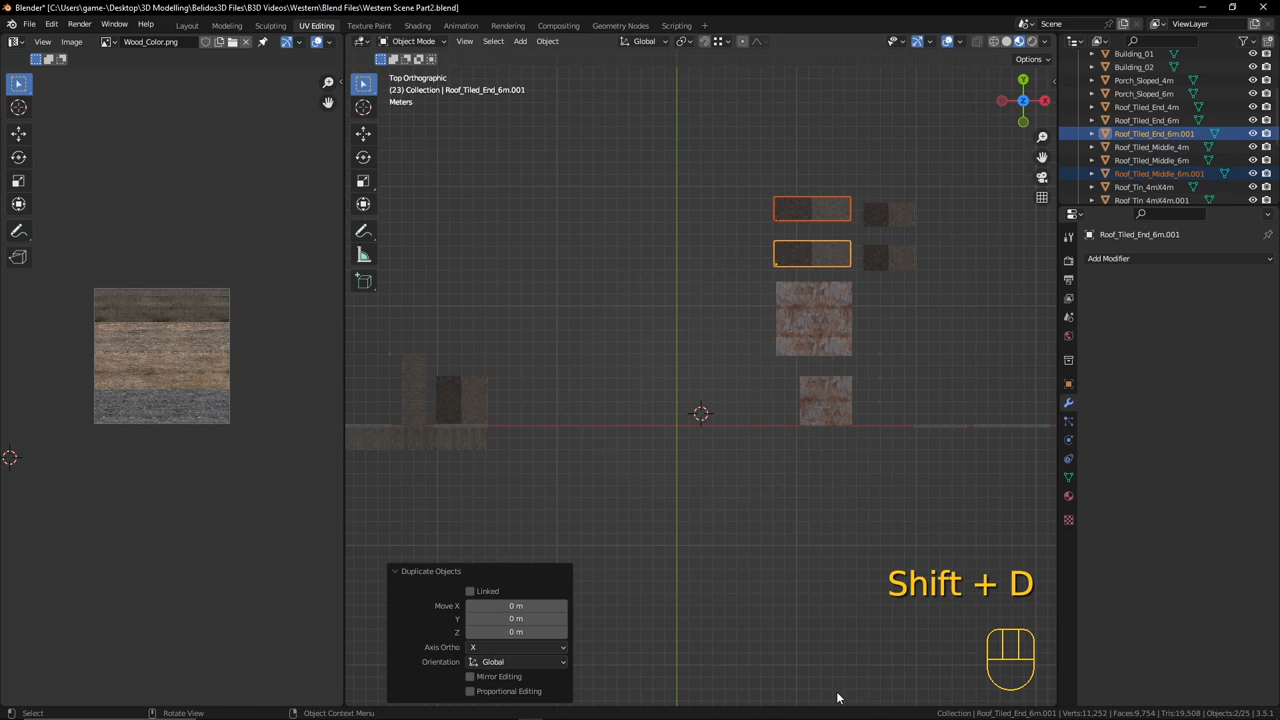 Blender* [C:\Users\game-\Desktop\3D Modelling\Belidos3D Files\B3D Videos\Western\Blend Files\Western Scene Part2.blend]
File Edit Render Window Help Layout Modeling Sculpting UV Editing Texture Paint Shading Animation Rendering Compositing Geometry Nodes Scripting Scene ViewLayer
View Image Wood_Color.png Object Mode View Select Add Object Global
Options
Top Orthographic
(23) Collection | Roof_Tiled_End_6m.001
Meters
Y
Z
X
Building_01
Building_02
Porch_Sloped_4m
Porch_Sloped_6m
Roof_Tiled_End_4m
Roof_Tiled_End_6m
Roof_Tiled_End_6m.001
Roof_Tiled_Middle_4m
Roof_Tiled_Middle_6m
Roof_Tiled_Middle_6m.001
Roof_Tin_4mX4m
Roof_Tin_4mX4m.001
Roof_Tiled_End_6m.001
Add Modifier
Duplicate Objects
Linked
Move X 0 m
Y 0 m
Z 0 m
Axis Ortho X
Orientation Global
Mirror Editing
Proportional Editing
Shift + D
Select Rotate View Object Context Menu Collection | Roof_Tiled_End_6m.001 | Verts:11,252 | Faces:9,754 | Tris:19,508 | Objects:2/25 | 3.5.1